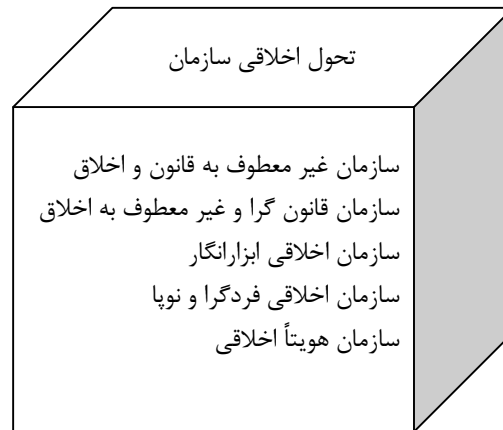 تحول اخلاقی سازمان
سازمان غیر معطوف به قانون و اخلاق
سازمان قانون گرا و غیر معطوف به اخلاق
سازمان اخلاقی ابزارانگار
سازمان اخلاقی فردگرا و نوپا
سازمان هویتاً اخلاقی